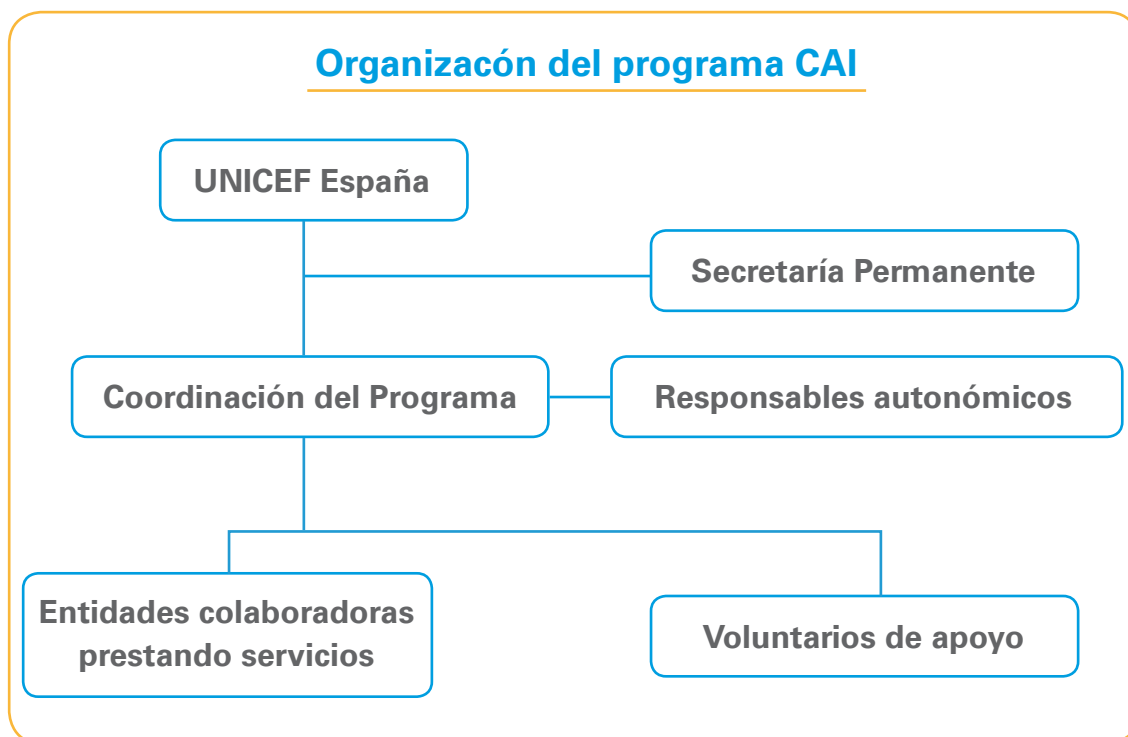 Organizacón del programa CAI
UNICEF España
Secretaría Permanente
Coordinación del Programa
Responsables autonómicos
Entidades colaboradoras
prestando servicios
Voluntarios de apoyo